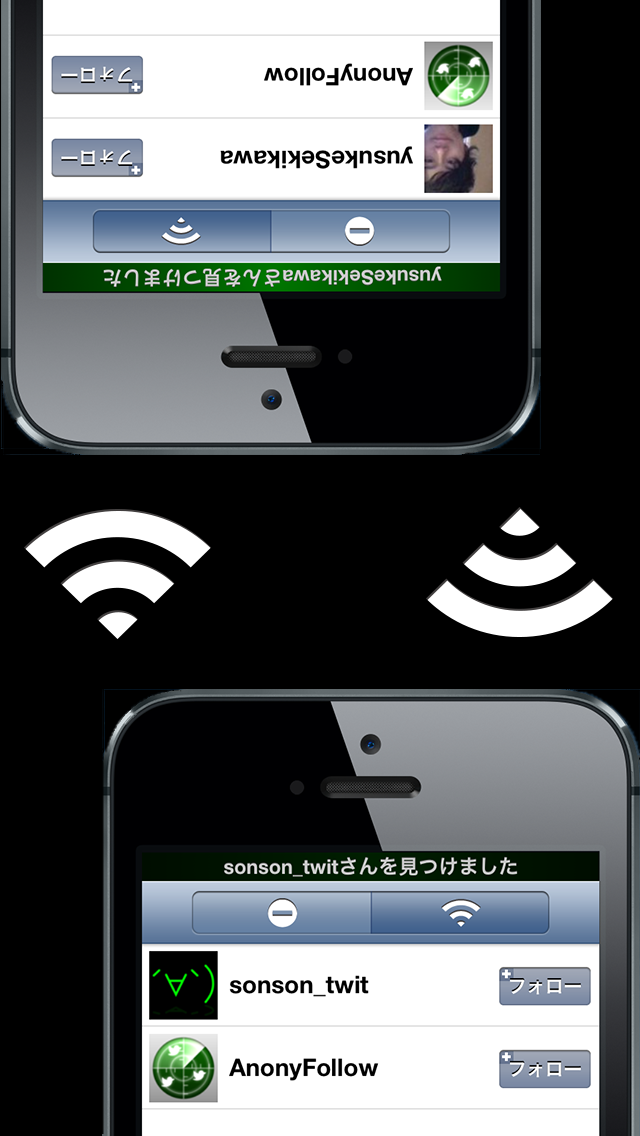 フォロー
AnonyFollow
フォロー
yusukeSekikawa
yusukeSekikawaさんを見つけました
sonson_twitさんを見つけました
sonson_twit
フォロー
AnonyFollow
フォロー